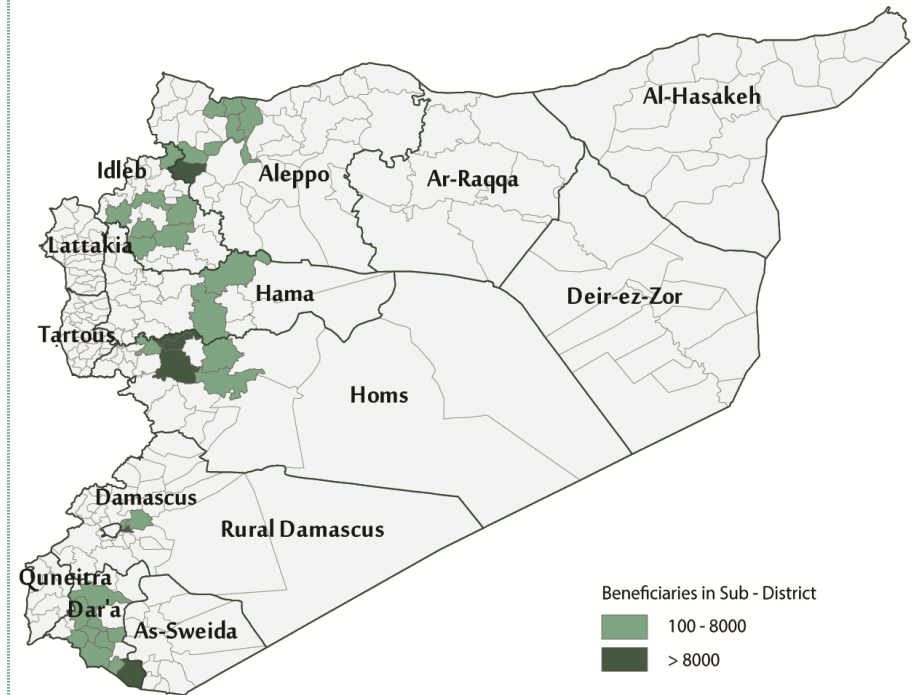 Al-Hasakeh
Idleb
Aleppo
Ar-Raqqa
Lattakia
Hama
Deir-ez-Zor
Tartous
Homs
Damascus
Rural Damascus
Quneitra
Dar'a
As-Sweida
Beneficiaries in Sub - District
100 - 8000
> 8000